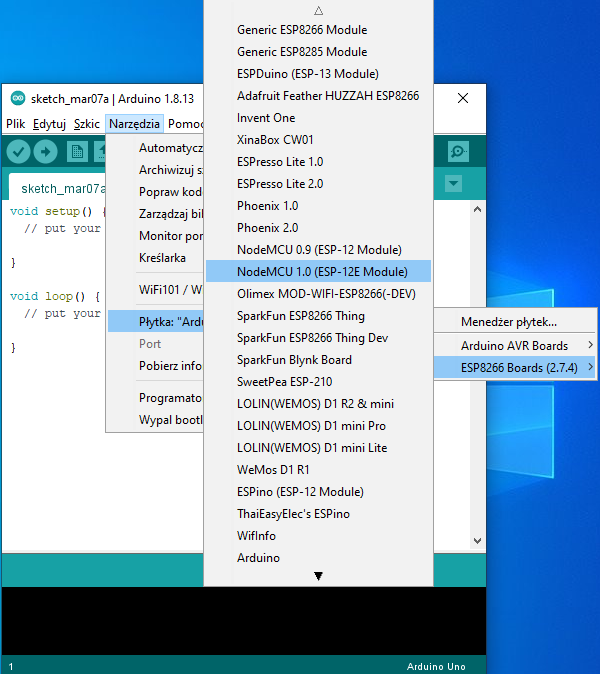 sketch_mar07a | Arduino 1.8.13
Plik Edytuj Szkic Narzędzia Pomoc
sketch_mar07a
void setup() {
// put your
}
void loop() {
// put your
}
Automatycz
Archiwizuj sz
Popraw kod
Zarządzaj bil
Monitor por
Kreślarka
WiFi101 / W
Płytka: "Ardu
Port
Pobierz info
Programator
Wypal bootl
Generic ESP8266 Module
Generic ESP8285 Module
ESPDuino (ESP-13 Module)
Adafruit Feather HUZZAH ESP8266
Invent One
XinaBox CW01
ESPresso Lite 1.0
ESPresso Lite 2.0
Phoenix 1.0
Phoenix 2.0
NodeMCU 0.9 (ESP-12 Module)
NodeMCU 1.0 (ESP-12E Module)
Olimex MOD-WIFI-ESP8266(-DEV)
SparkFun ESP8266 Thing
SparkFun ESP8266 Thing Dev
SparkFun Blynk Board
SweetPea ESP-210
LOLIN(WEMOS) D1 R2 & mini
LOLIN(WEMOS) D1 mini Pro
LOLIN(WEMOS) D1 mini Lite
WeMos D1 R1
ESPino (ESP-12 Module)
ThaiEasyElec's ESPino
WifInfo
Arduino
Menedżer płytek...
Arduino AVR Boards
ESP8266 Boards (2.7.4)
1
Arduino Uno